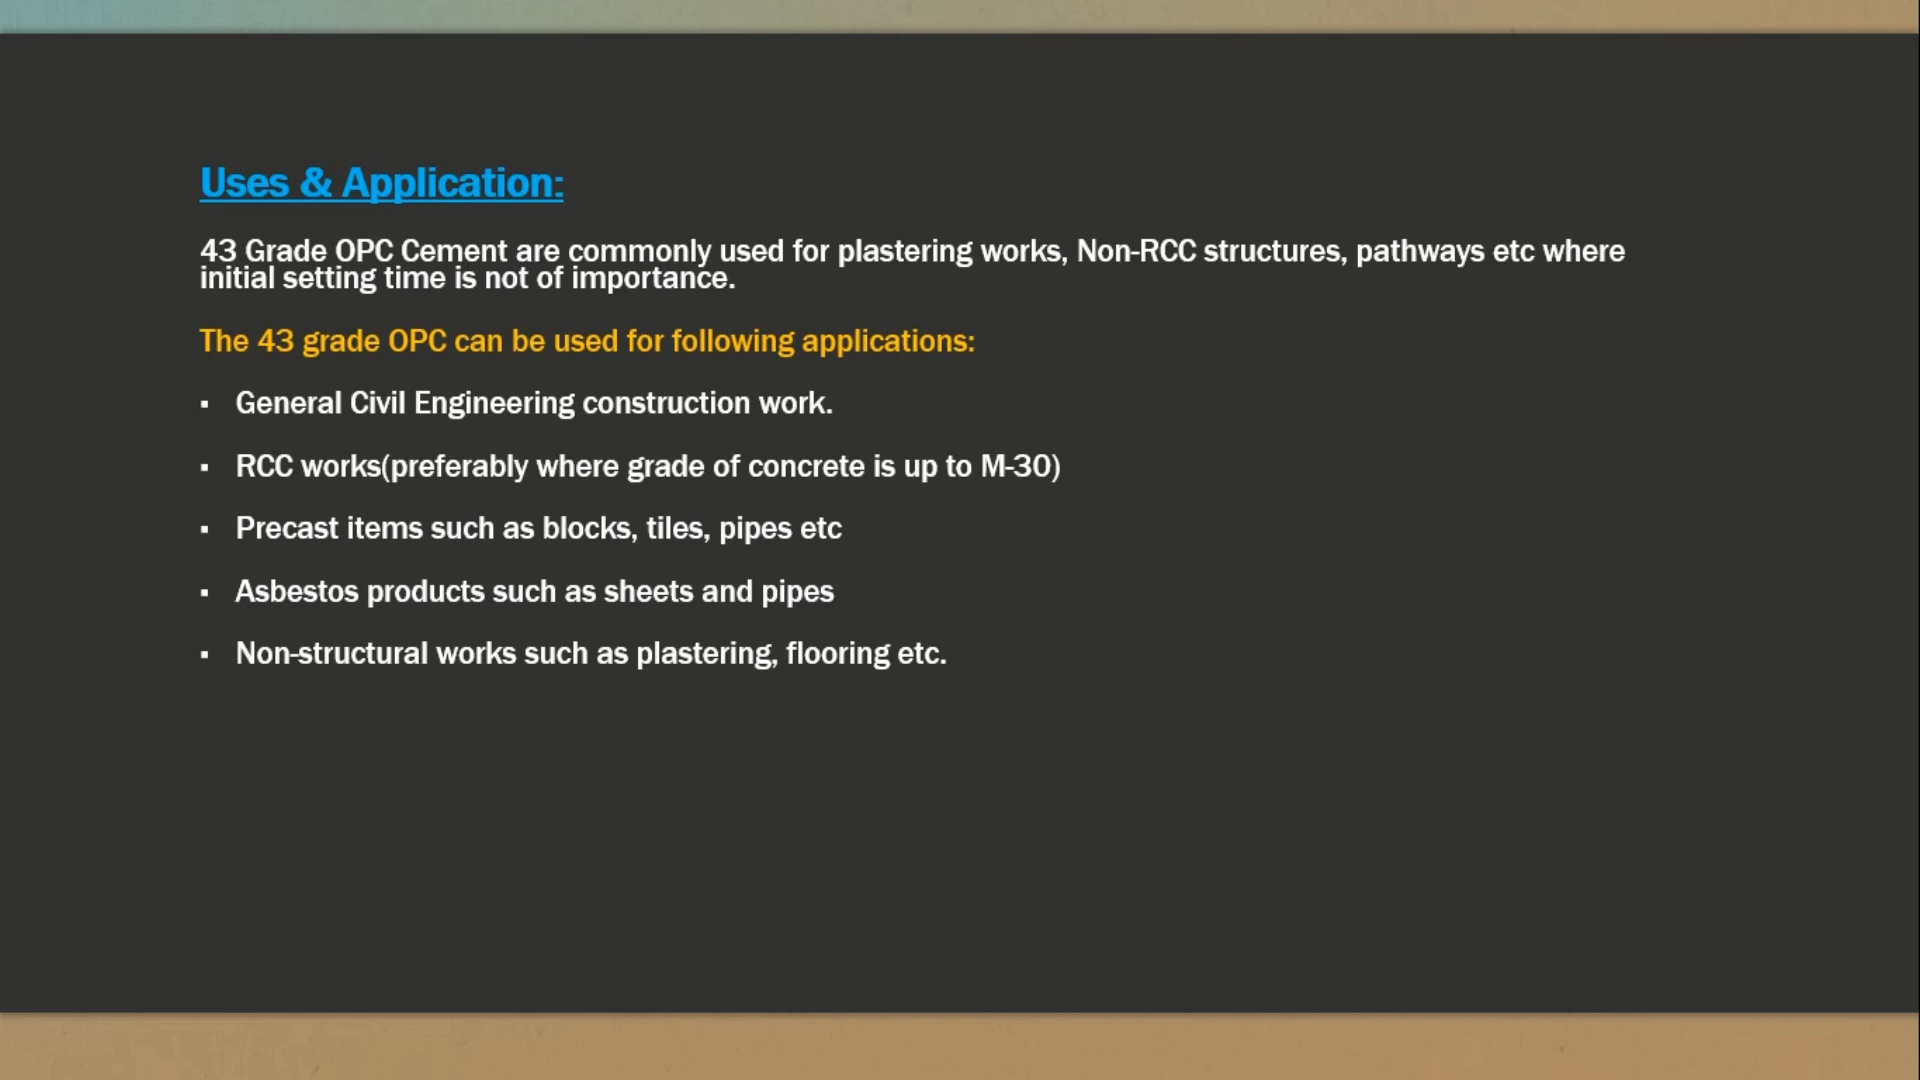 Uses & Application:
43 Grade OPC Cement are commonly used for plastering works, Non-RCC structures, pathways etc where
initial setting time is not of importance.
The 43 grade OPC can be used for following applications:
▪ General Civil Engineering construction work.
▪ RCC works(preferably where grade of concrete is up to M-30)
▪ Precast items such as blocks, tiles, pipes etc
▪ Asbestos products such as sheets and pipes
▪ Non-structural works such as plastering, flooring etc.